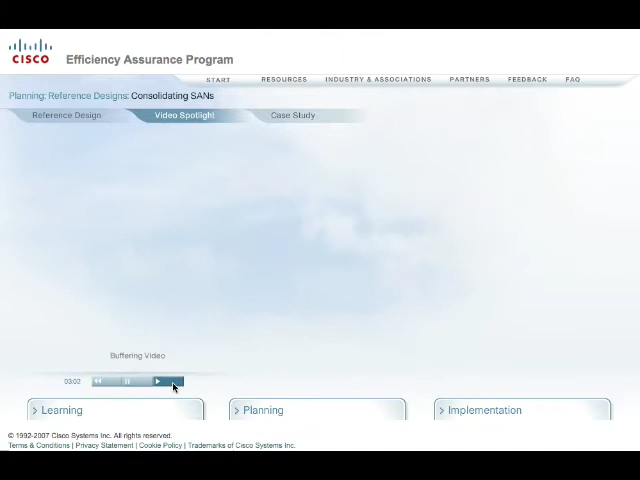 CISCO
Efficiency Assurance Program
START RESOURCES INDUSTRY & ASSOCIATIONS PARTNERS FEEDBACK FAQ
Planning: Reference Designs: Consolidating SANs
Reference Design Video Spotlight Case Study
Buffering Video
03:02
> Learning > Planning > Implementation
© 1992-2007 Cisco Systems Inc. All rights reserved.
Terms & Conditions | Privacy Statement | Cookie Policy | Trademarks of Cisco Systems Inc.